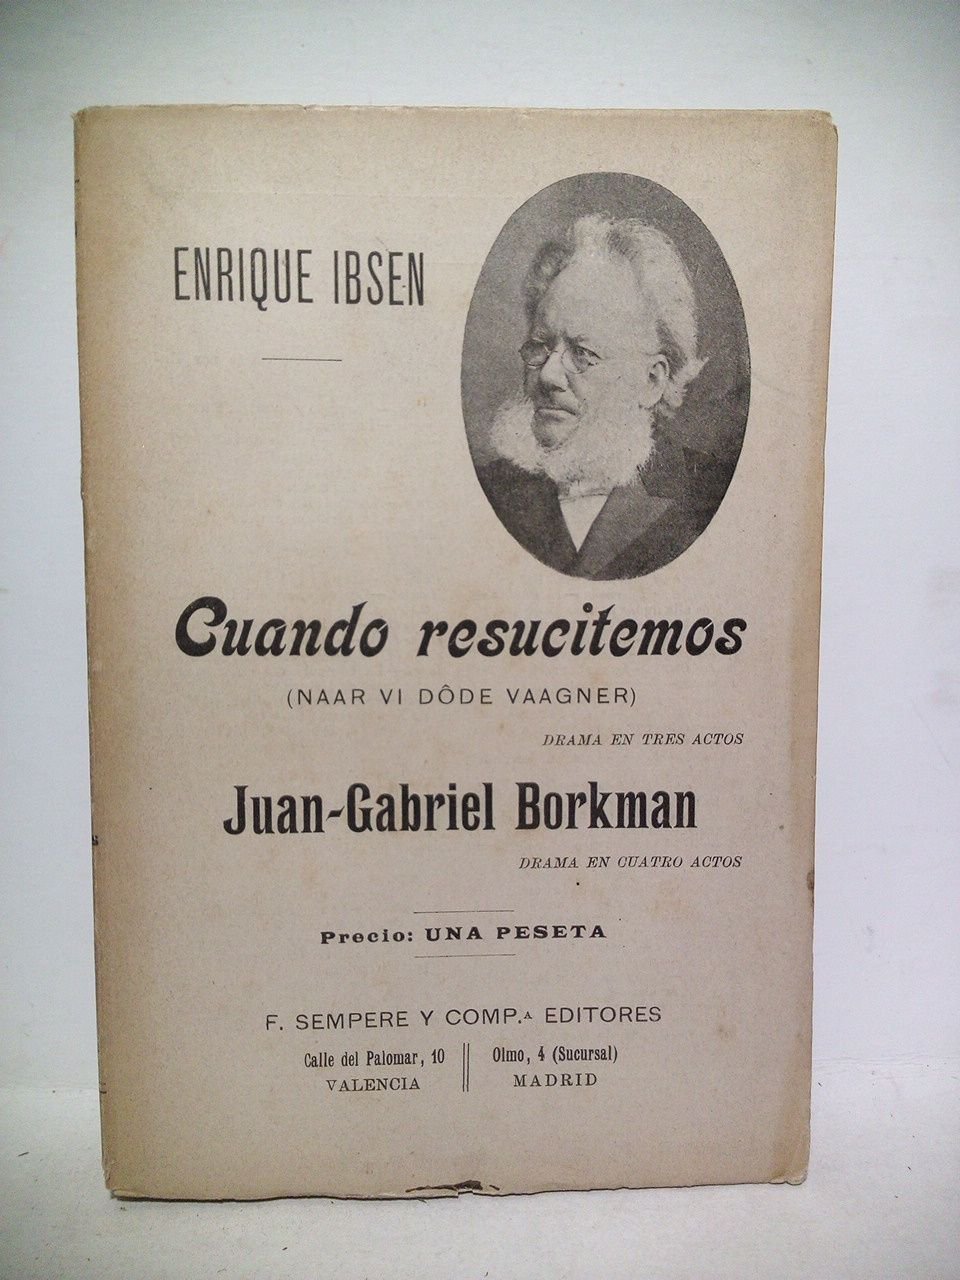 ENRIQUE IBSEN
Cuando resucitemos
(NAAR VI DÔDE VAAGNER)
DRAMA EN TRES ACTOS
Juan-Gabriel Borkman
DRAMA EN CUATRO ACTOS
Precio: UNA PESETA
F. SEMPERE Y COMP.ᴬ EDITORES
Calle del Palomar, 10
VALENCIA
Olmo, 4 (Sucursal)
MADRID